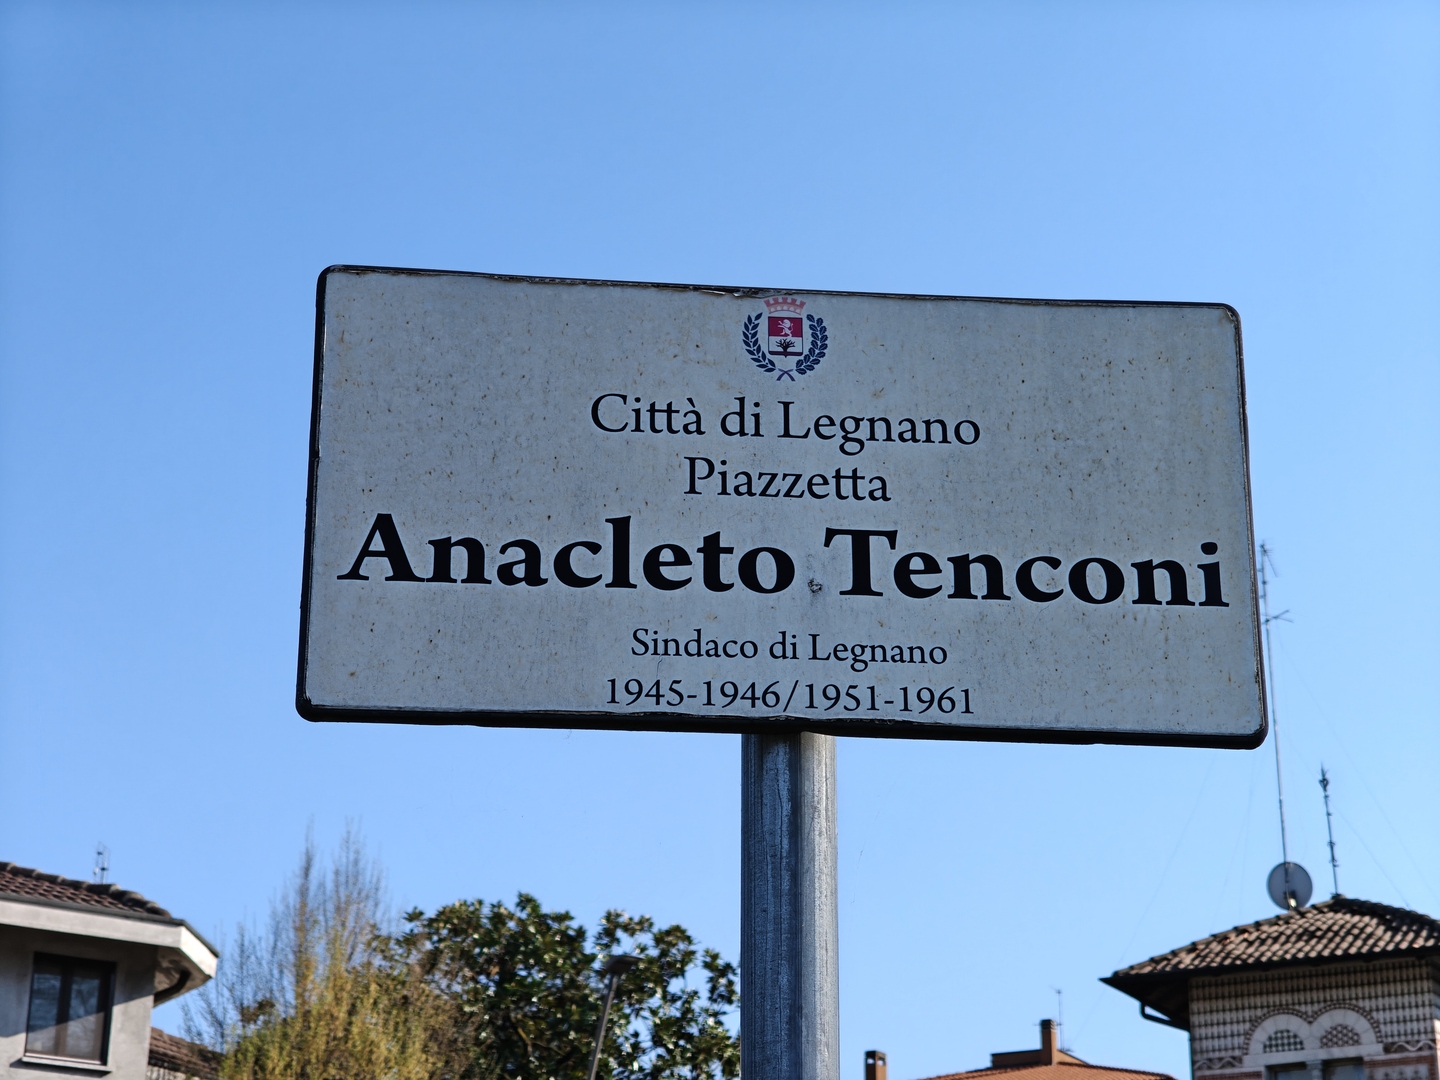 Città di Legnano
Piazzetta
Anacleto Tenconi
Sindaco di Legnano
1945-1946/1951-1961